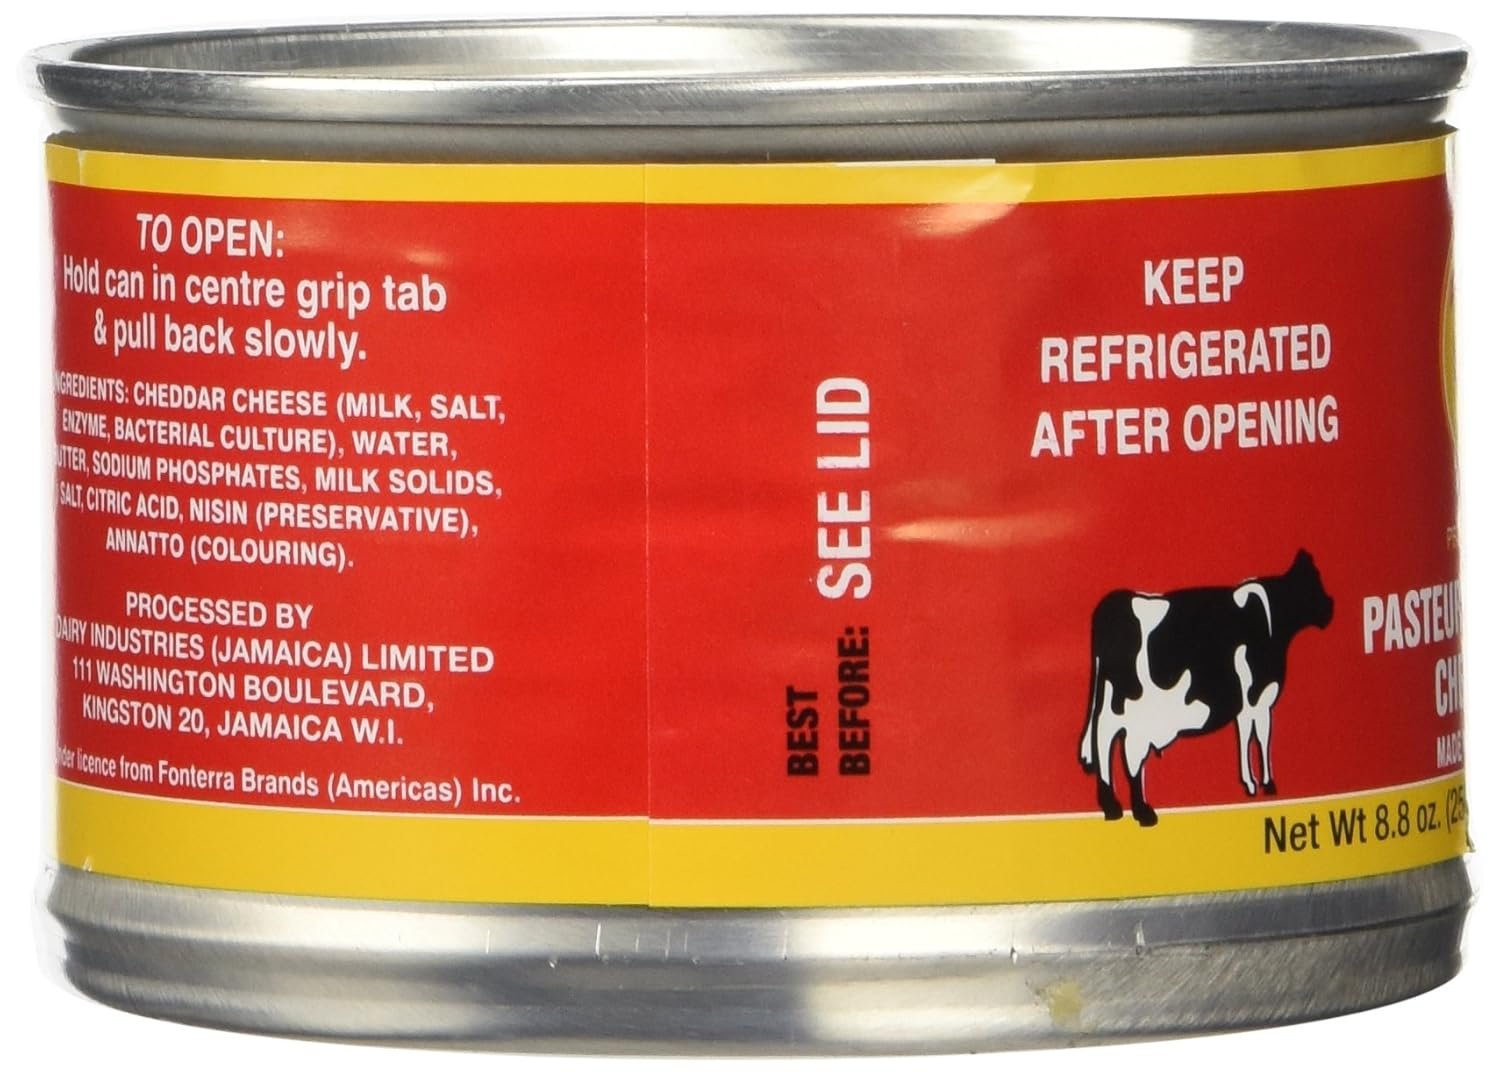 TO OPEN:
Hold can in centre grip tab
& pull back slowly.
INGREDIENTS: CHEDDAR CHEESE (MILK, SALT,
ENZYME, BACTERIAL CULTURE), WATER,
BUTTER, SODIUM PHOSPHATES, MILK SOLIDS,
SALT, CITRIC ACID, NISIN (PRESERVATIVE),
ANNATTO (COLOURING).
PROCESSED BY
DAIRY INDUSTRIES (JAMAICA) LIMITED
111 WASHINGTON BOULEVARD,
KINGSTON 20, JAMAICA W.I.
under licence from Fonterra Brands (Americas) Inc.
BEST
BEFORE: SEE LID
KEEP
REFRIGERATED
AFTER OPENING
MADE
Net Wt 8.8 oz.